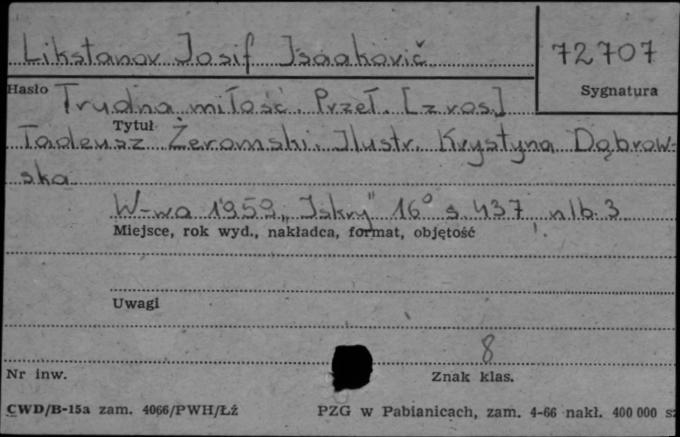 Likstanov Josif Isaakovič
72707
Hasło
Sygnatura
Trudna miłość. Przeł. [z ros.]
Tytuł
Tadeusz Żeromski. Ilustr. Krystyna Dąbrow-
ska
W-wa 1959 „Iskry" 16° s. 437, nlb. 3
Miejsce, rok wyd., nakładca, format, objętość
Uwagi
8
Nr inw.
Znak klas.
CWD/B-15a zam. 4066/PWH/Łź
PZG w Pabianicach, zam. 4-66 nakł. 400 000 sz